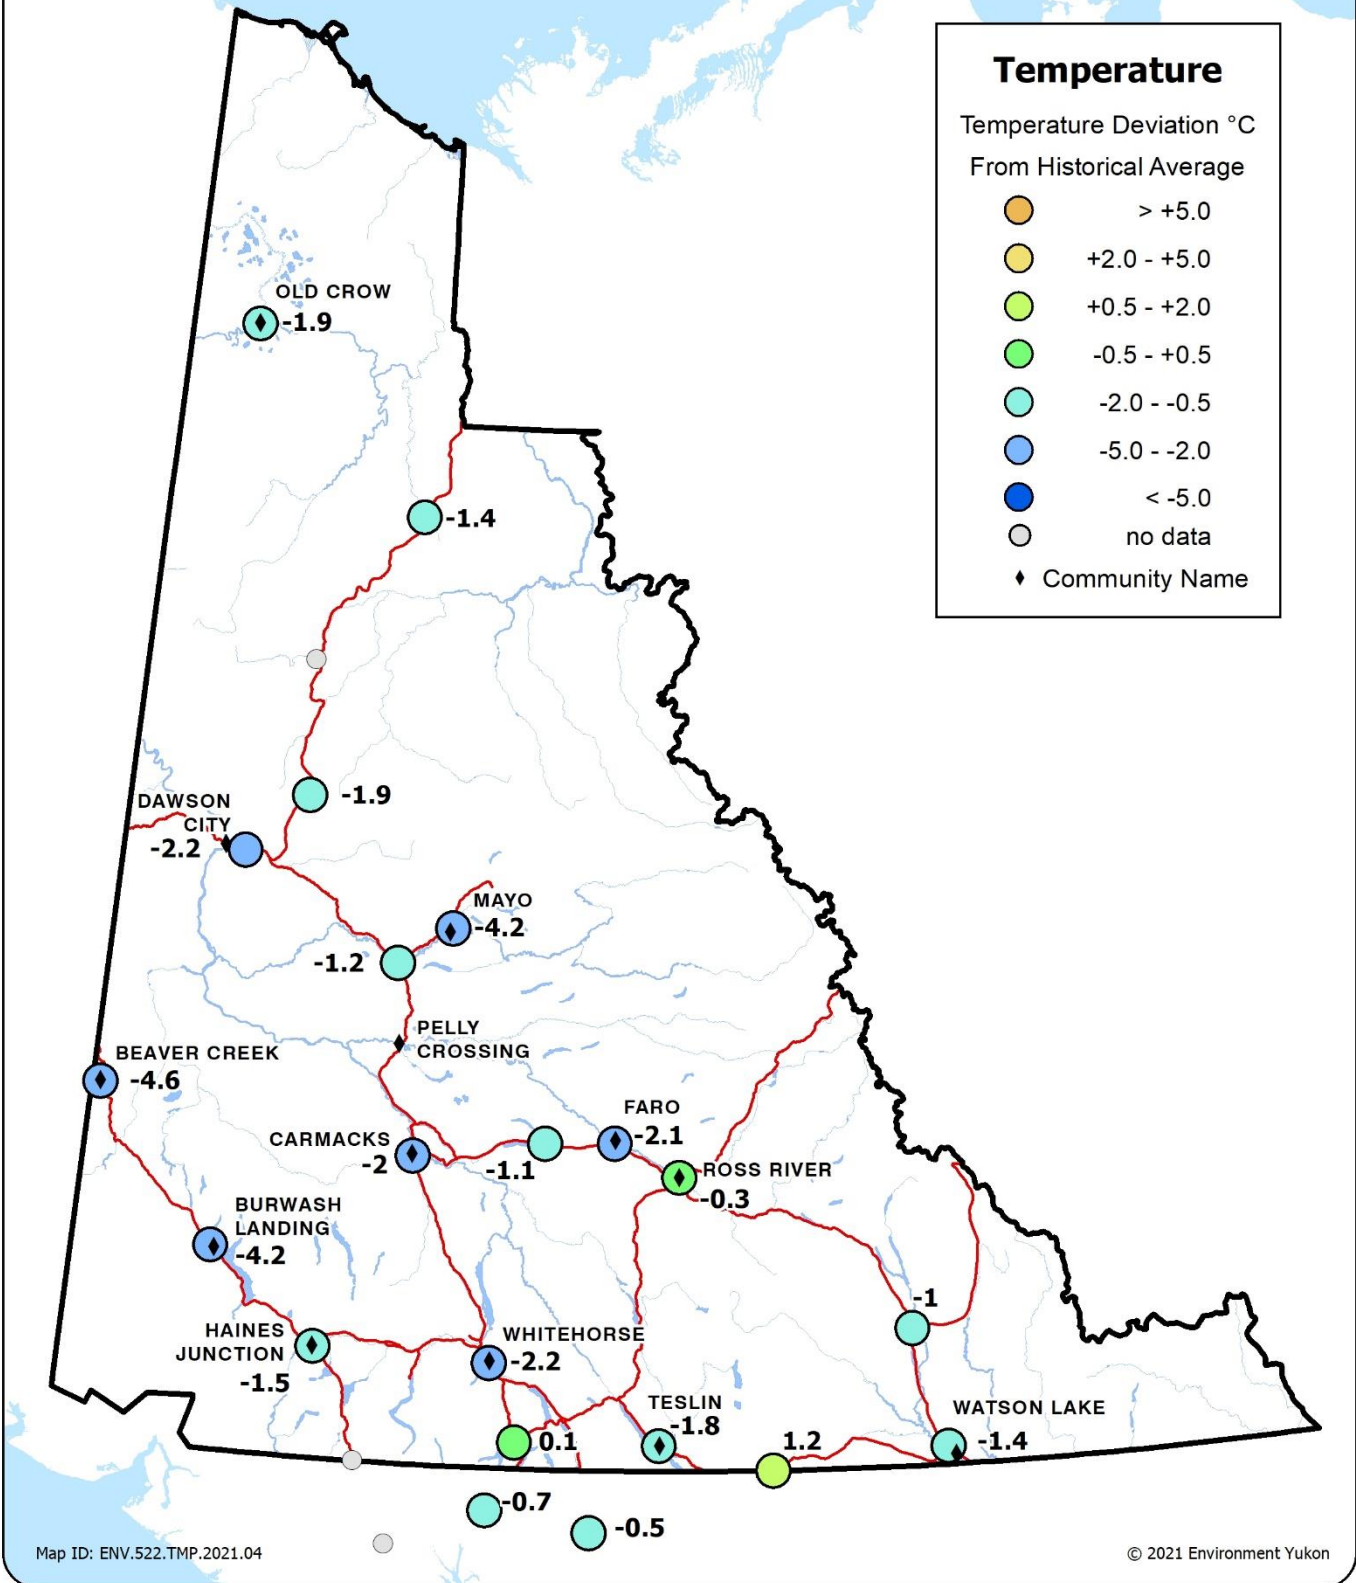 Temperature
Temperature Deviation °C
From Historical Average
> +5.0
+2.0 - +5.0
+0.5 - +2.0
-0.5 - +0.5
-2.0 - -0.5
-5.0 - -2.0
< -5.0
no data
Community Name
OLD CROW
-1.9
-1.4
-1.9
DAWSON
CITY
-2.2
MAYO
-4.2
-1.2
PELLY
CROSSING
BEAVER CREEK
-4.6
FARO
-2.1
CARMACKS
-2
-1.1
ROSS RIVER
-0.3
BURWASH
LANDING
-4.2
-1
HAINES
JUNCTION
-1.5
WHITEHORSE
-2.2
TESLIN
-1.8
WATSON LAKE
-1.4
0.1
1.2
-0.7
-0.5
Map ID: ENV.522.TMP.2021.04
© 2021 Environment Yukon